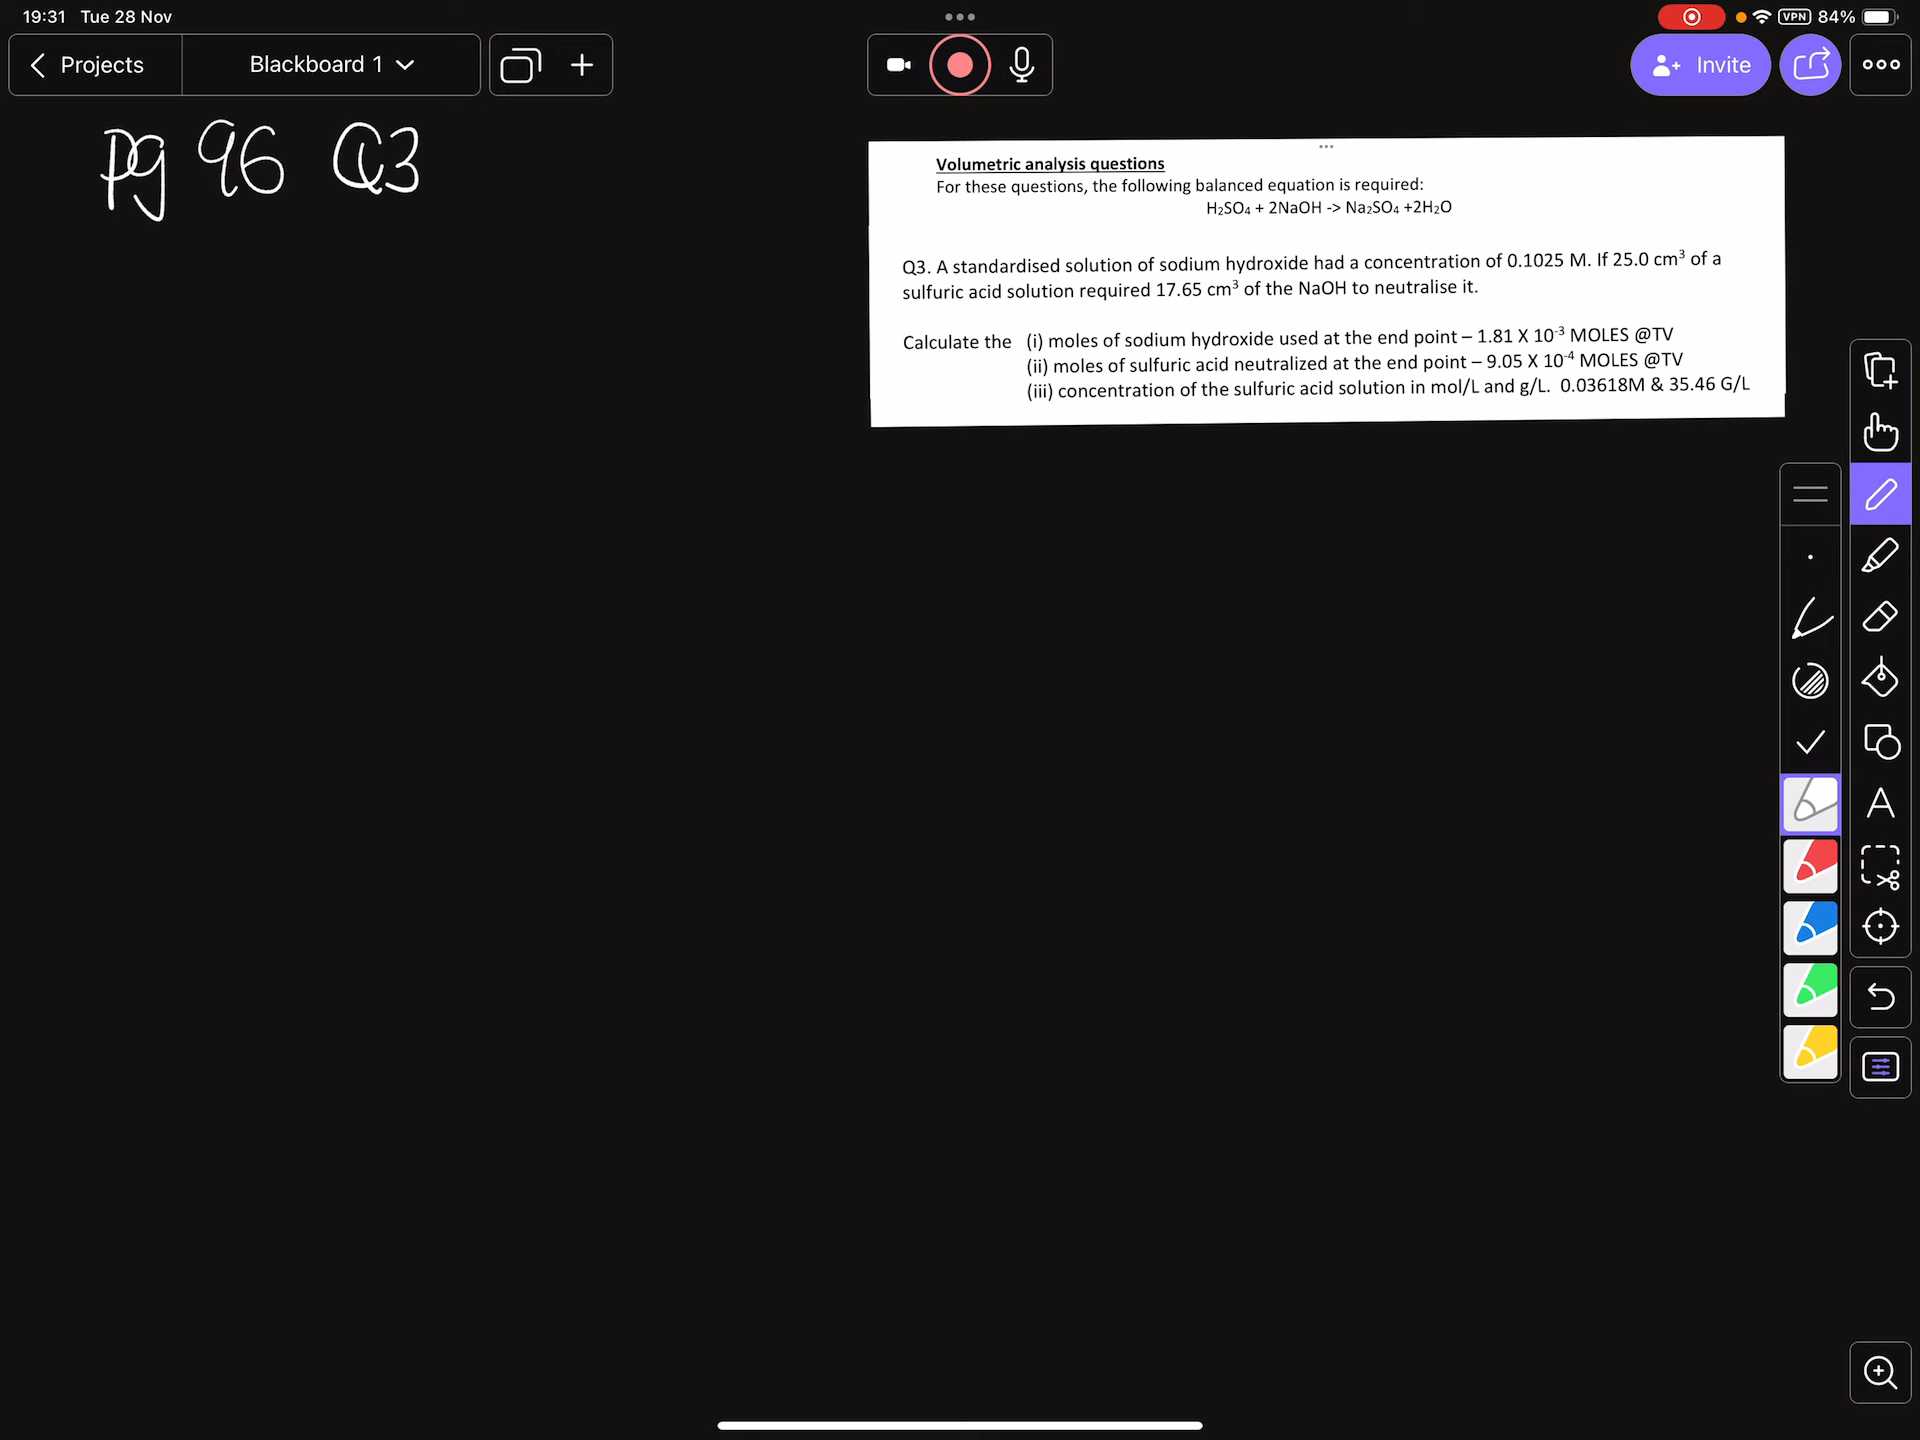 19:31 Tue 28 Nov
VPN 84%
Projects
Blackboard 1
Invite
pg 96 Q3
Volumetric analysis questions
For these questions, the following balanced equation is required:
H₂SO₄ + 2NaOH -> Na₂SO₄ +2H₂O
Q3. A standardised solution of sodium hydroxide had a concentration of 0.1025 M. If 25.0 cm³ of a
sulfuric acid solution required 17.65 cm³ of the NaOH to neutralise it.
Calculate the (i) moles of sodium hydroxide used at the end point – 1.81 X 10⁻³ MOLES @TV
(ii) moles of sulfuric acid neutralized at the end point – 9.05 X 10⁻⁴ MOLES @TV
(iii) concentration of the sulfuric acid solution in mol/L and g/L. 0.03618M & 35.46 G/L
A